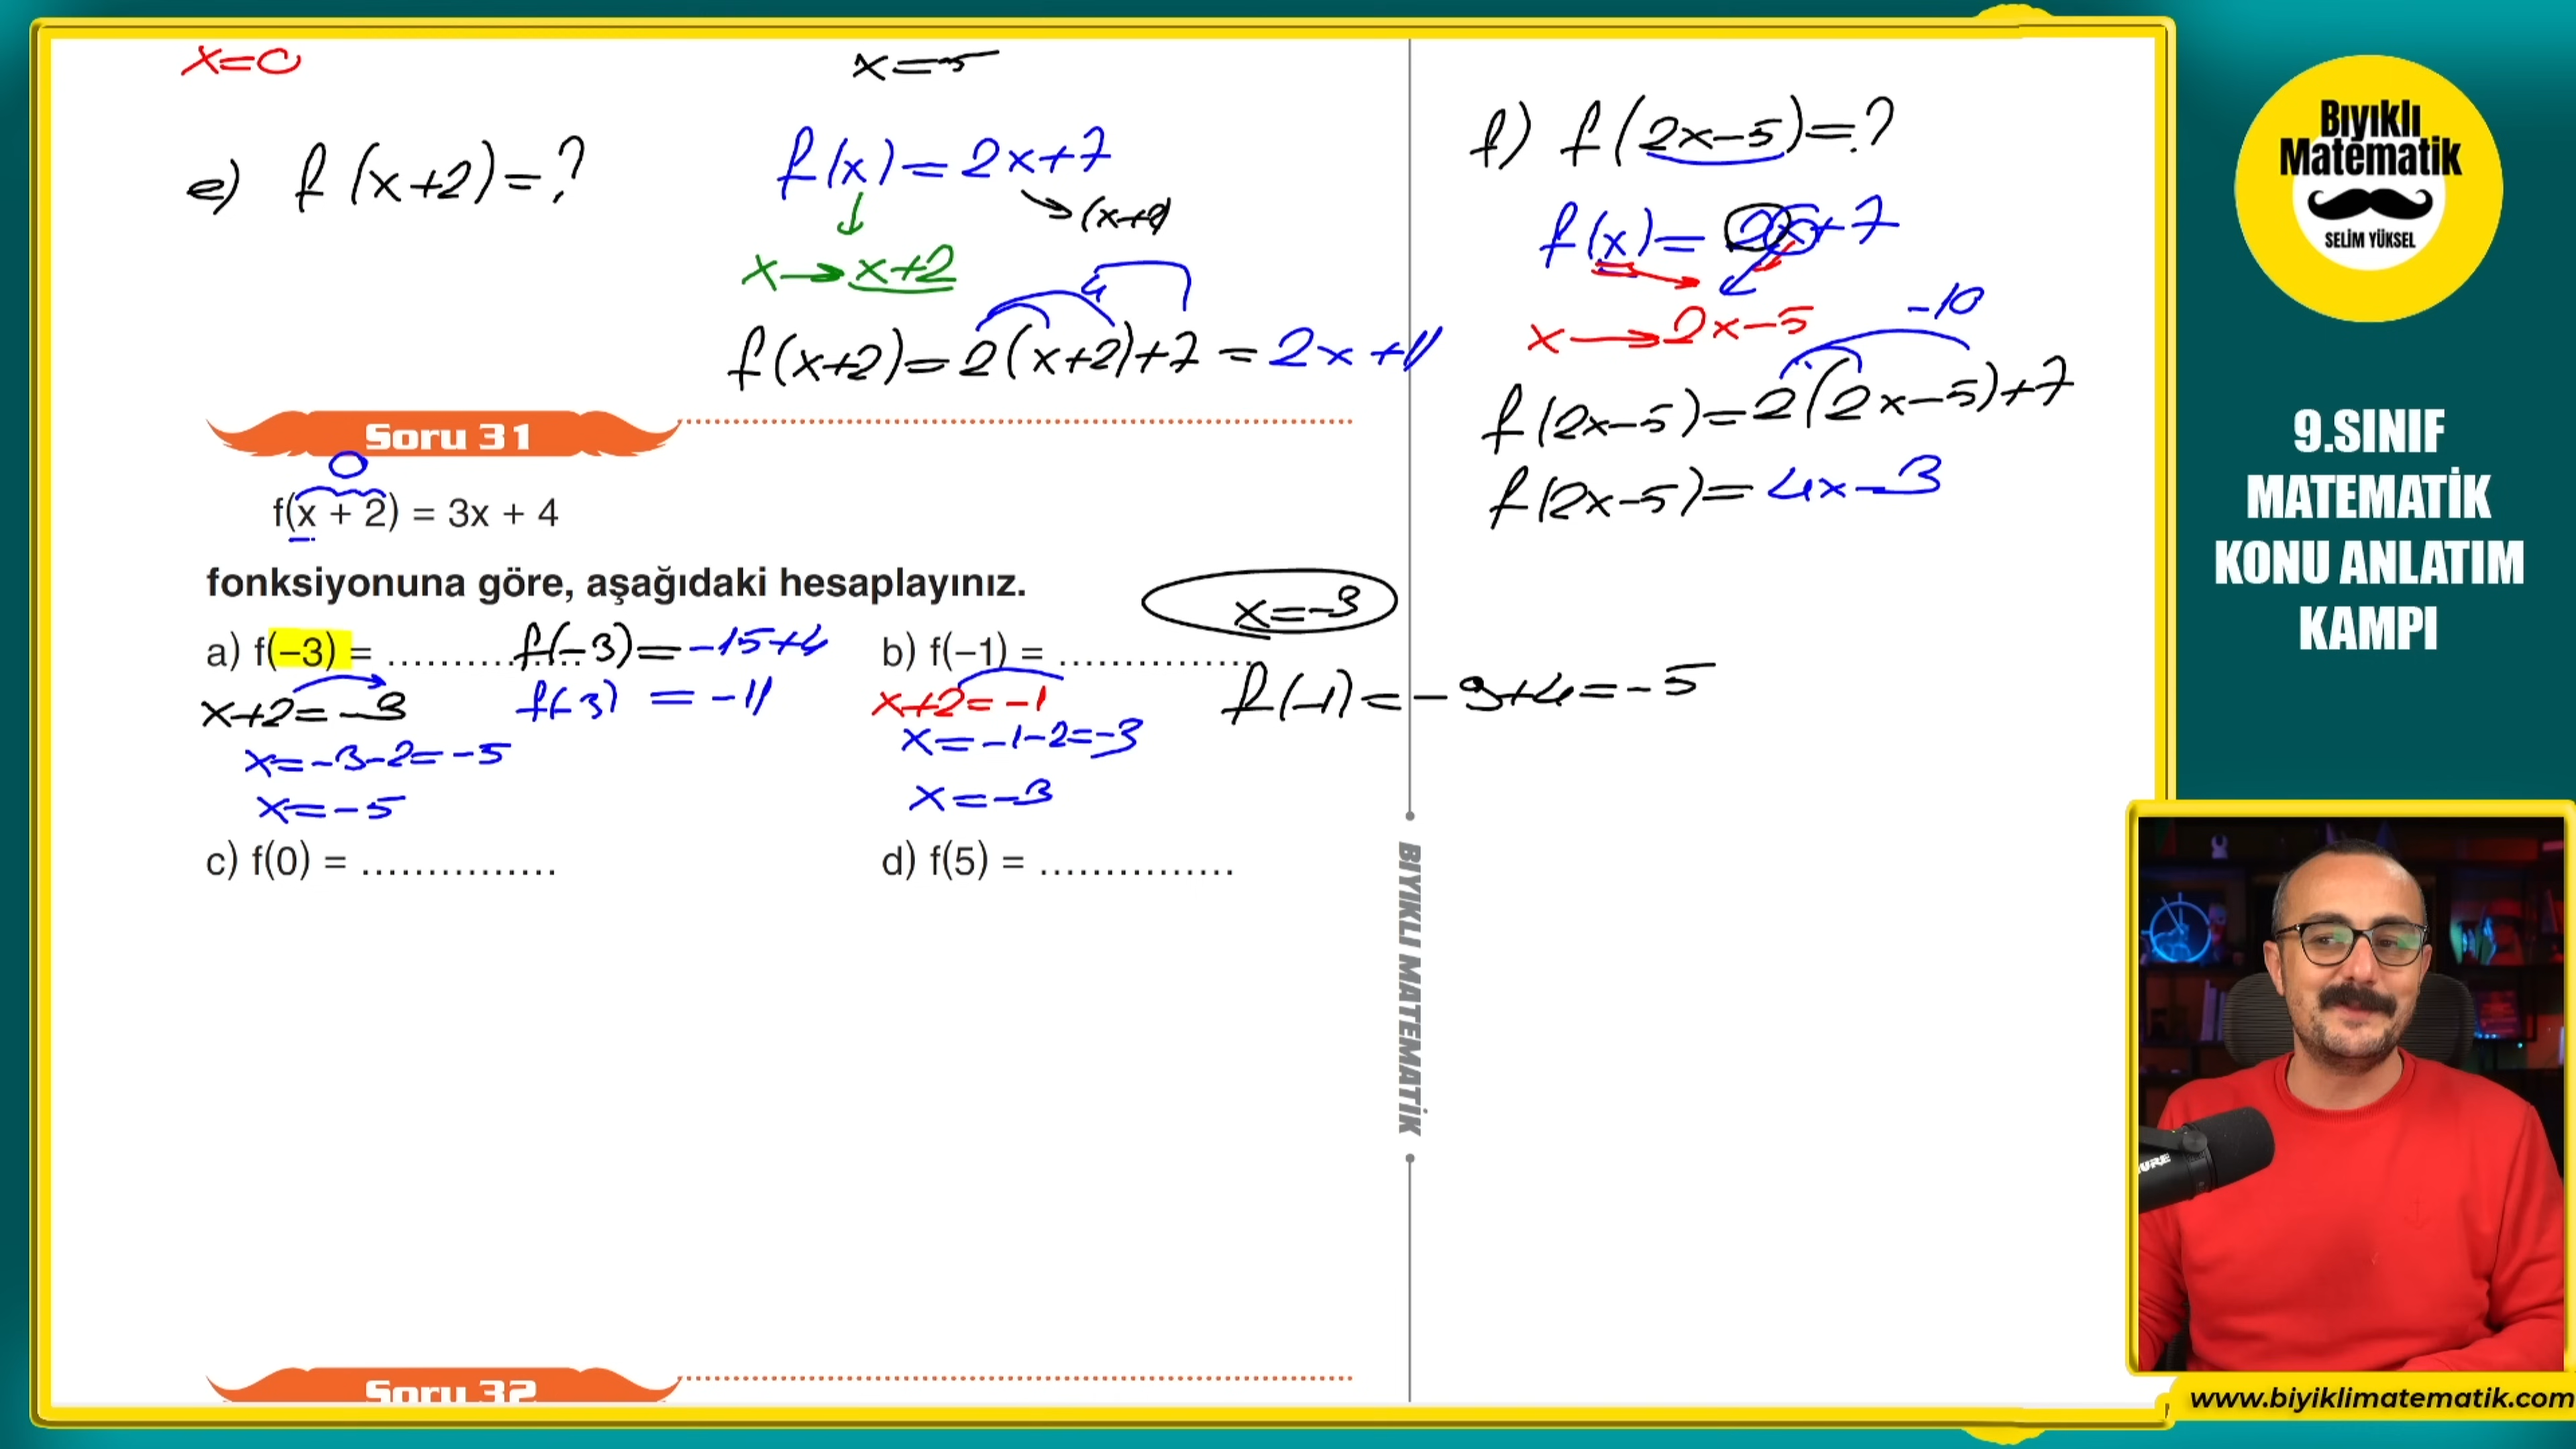 x=0
x=-5
e) f(x+2)=?
f(x)=2x+7
→(x+2)
x→x+2
4
f(x+2)=2(x+2)+7=2x+11
Soru 31
0
f(x + 2) = 3x + 4
fonksiyonuna göre, aşağıdaki hesaplayınız.
a) f(–3) = ...............
f(-3)=-15+4
x+2=-3
f(-3) =-11
x=-3-2=-5
x=-5
b) f(–1) = ...............
x=-3
x+2=-1
f(-1)=-9+4=-5
x=-1-2=-3
x=-3
c) f(0) = ...............
d) f(5) = ...............
Soru 32
f) f(2x-5)=?
f(x)=2x+7
x→2x-5
-10
f(2x-5)=2(2x-5)+7
f(2x-5)=4x-3
BIYIKLI MATEMATİK
Bıyıklı
Matematik
SELİM YÜKSEL
9.SINIF
MATEMATİK
KONU ANLATIM
KAMPI
URE
www.biyiklimatematik.com